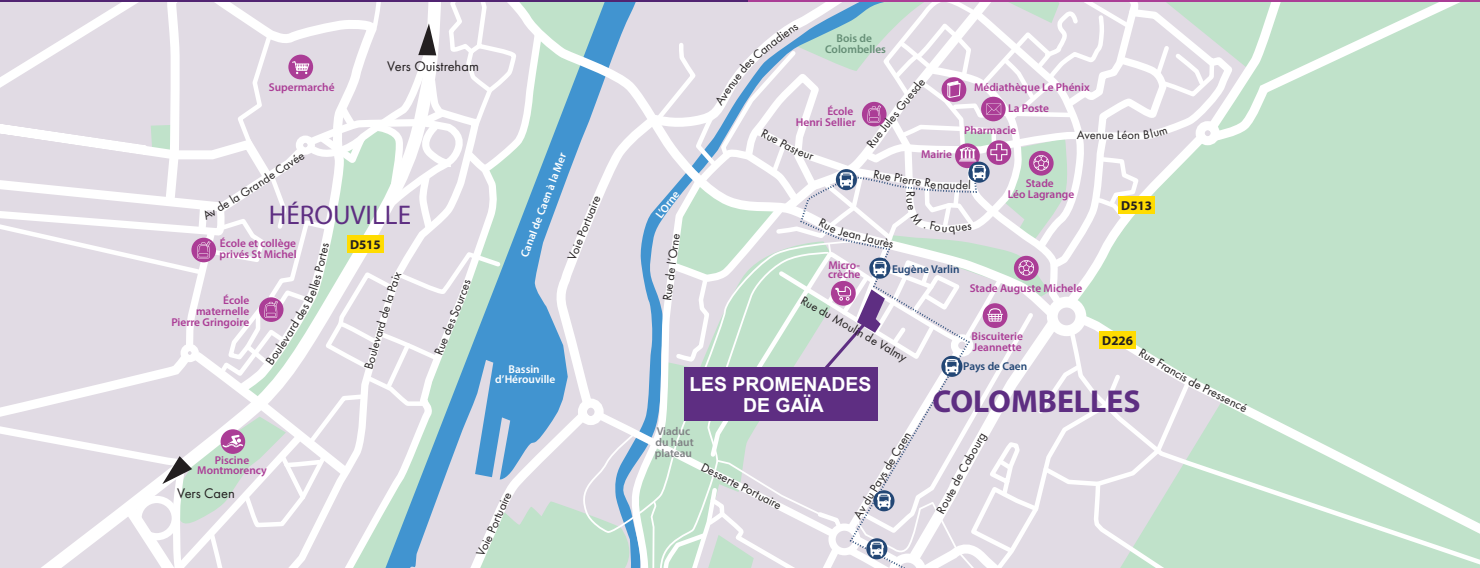 Vers Ouistreham
Supermarché
Av de la Grande Cavée
HÉROUVILLE
D515
École et collège
privés St Michel
École
maternelle
Pierre Gringoire
Boulevard des Belles Portes
Boulevard de la Paix
Rue des Sources
Piscine
Montmorency
Vers Caen
Canal de Caen à la Mer
Bassin
d'Hérouville
Voie Portuaire
Voie Portuaire
L'Orne
Rue de l'Orne
Avenue des Canadiens
Bois de
Colombelles
École
Henri Sellier
Rue Jules Guesde
Médiathèque Le Phénix
La Poste
Pharmacie
Mairie
Avenue Léon Blum
Rue Pasteur
Rue Pierre Renaudel
Stade
Léo Lagrange
D513
Rue M. Fouques
Rue Jean Jaurès
Micro-
crèche
Eugène Varlin
Stade Auguste Michele
Rue du Moulin de Valmy
Biscuiterie
Jeannette
D226
Pays de Caen
Rue Francis de Pressencé
LES PROMENADES
DE GAÏA
COLOMBELLES
Viaduc
du haut
plateau
Desserte Portuaire
Av du Pays de Caen
Route de Cabourg